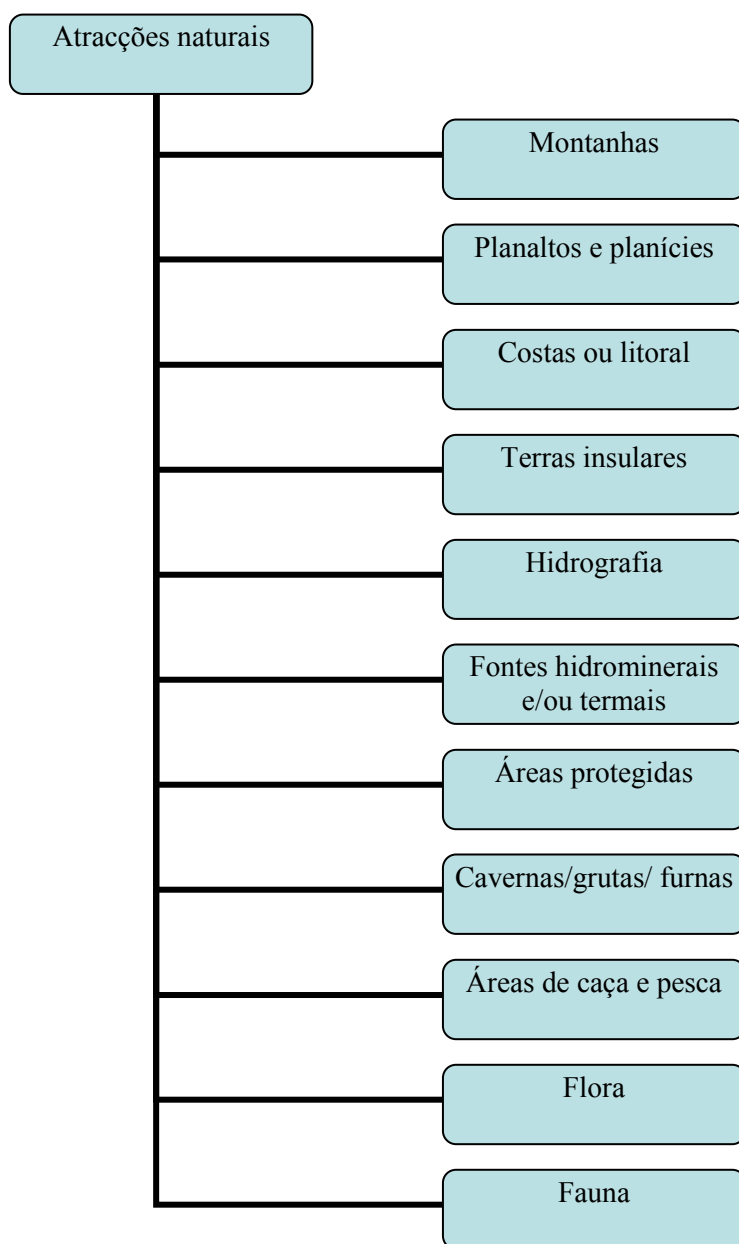 Atracções naturais
Montanhas
Planaltos e planícies
Costas ou litoral
Terras insulares
Hidrografia
Fontes hidrominerais
e/ou termais
Áreas protegidas
Cavernas/grutas/ furnas
Áreas de caça e pesca
Flora
Fauna